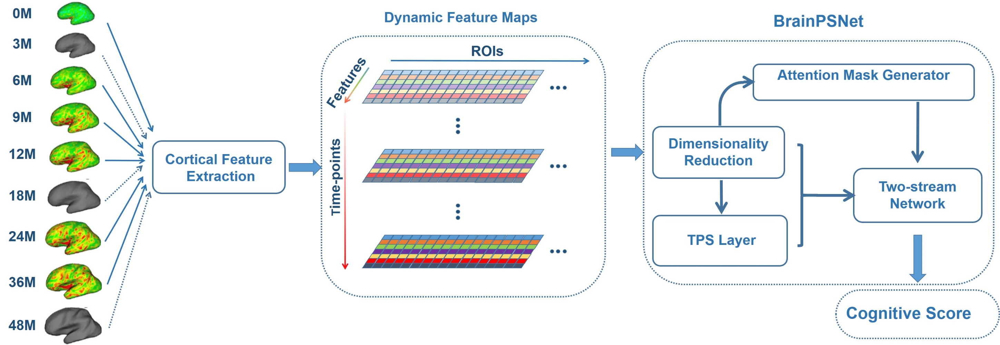 0M
3M
6M
9M
12M
18M
24M
36M
48M
Cortical Feature
Extraction
Dynamic Feature Maps
ROIs
Features
Time-points
BrainPSNet
Attention Mask Generator
Dimensionality
Reduction
TPS Layer
Two-stream
Network
Cognitive Score